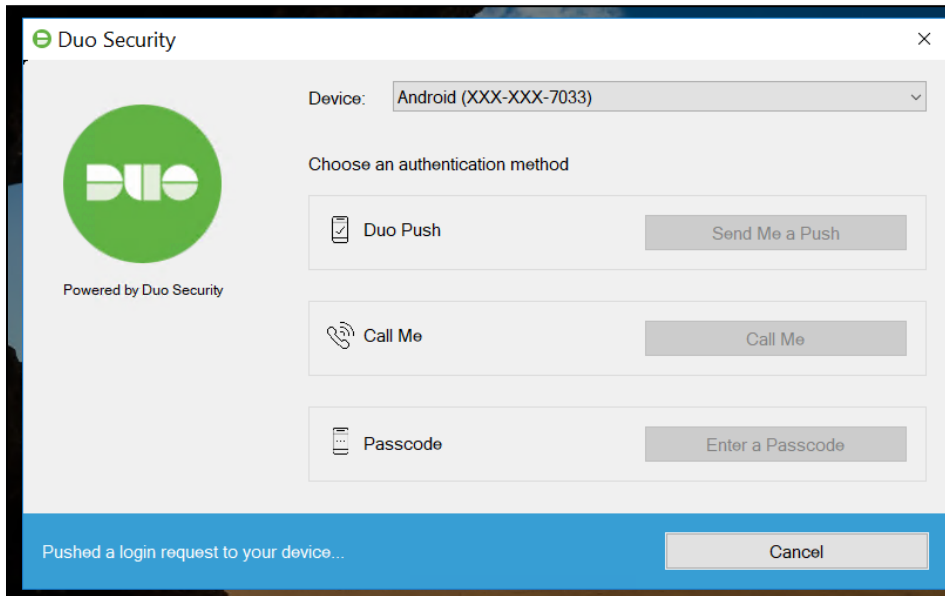 Duo Security
Device: Android (XXX-XXX-7033)
Choose an authentication method
DUO
Powered by Duo Security
Duo Push Send Me a Push
Call Me Call Me
Passcode Enter a Passcode
Pushed a login request to your device... Cancel